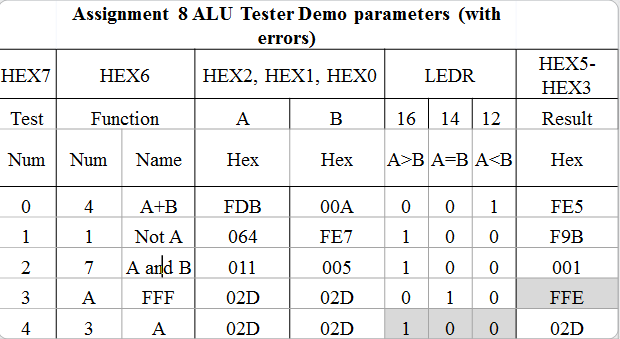 Assignment 8 ALU Tester Demo parameters (with
errors)
HEX7 HEX6 HEX2, HEX1, HEX0 LEDR HEX5-
HEX3
Test Function A B 16 14 12 Result
Num Num Name Hex Hex A>B A=B A<B Hex
0 4 A+B FDB 00A 0 0 1 FE5
1 1 Not A 064 FE7 1 0 0 F9B
2 7 A and B 011 005 1 0 0 001
3 A FFF 02D 02D 0 1 0 FFE
4 3 A 02D 02D 1 0 0 02D